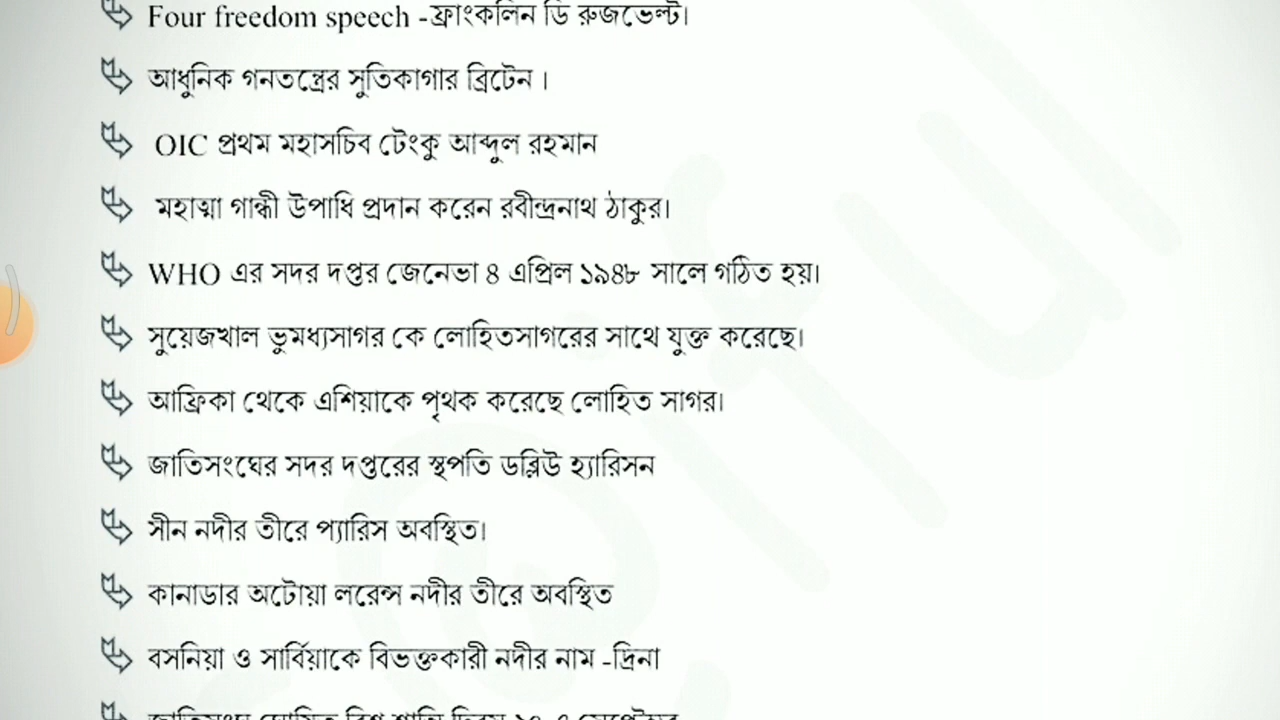 Four freedom speech -ফ্রাংকলিন ডি রুজভেল্ট।
আধুনিক গনতন্ত্রের সুতিকাগার ব্রিটেন ।
OIC প্রথম মহাসচিব টেংকু আব্দুল রহমান
মহাত্মা গান্ধী উপাধি প্রদান করেন রবীন্দ্রনাথ ঠাকুর।
WHO এর সদর দপ্তর জেনেভা ৪ এপ্রিল ১৯৪৮ সালে গঠিত হয়।
সুয়েজখাল ভুমধ্যসাগর কে লোহিতসাগরের সাথে যুক্ত করেছে।
আফ্রিকা থেকে এশিয়াকে পৃথক করেছে লোহিত সাগর।
জাতিসংঘের সদর দপ্তরের স্থপতি ডব্লিউ হ্যারিসন
সীন নদীর তীরে প্যারিস অবস্থিত।
কানাডার অটোয়া লরেন্স নদীর তীরে অবস্থিত
বসনিয়া ও সার্বিয়াকে বিভক্তকারী নদীর নাম -দ্রিনা